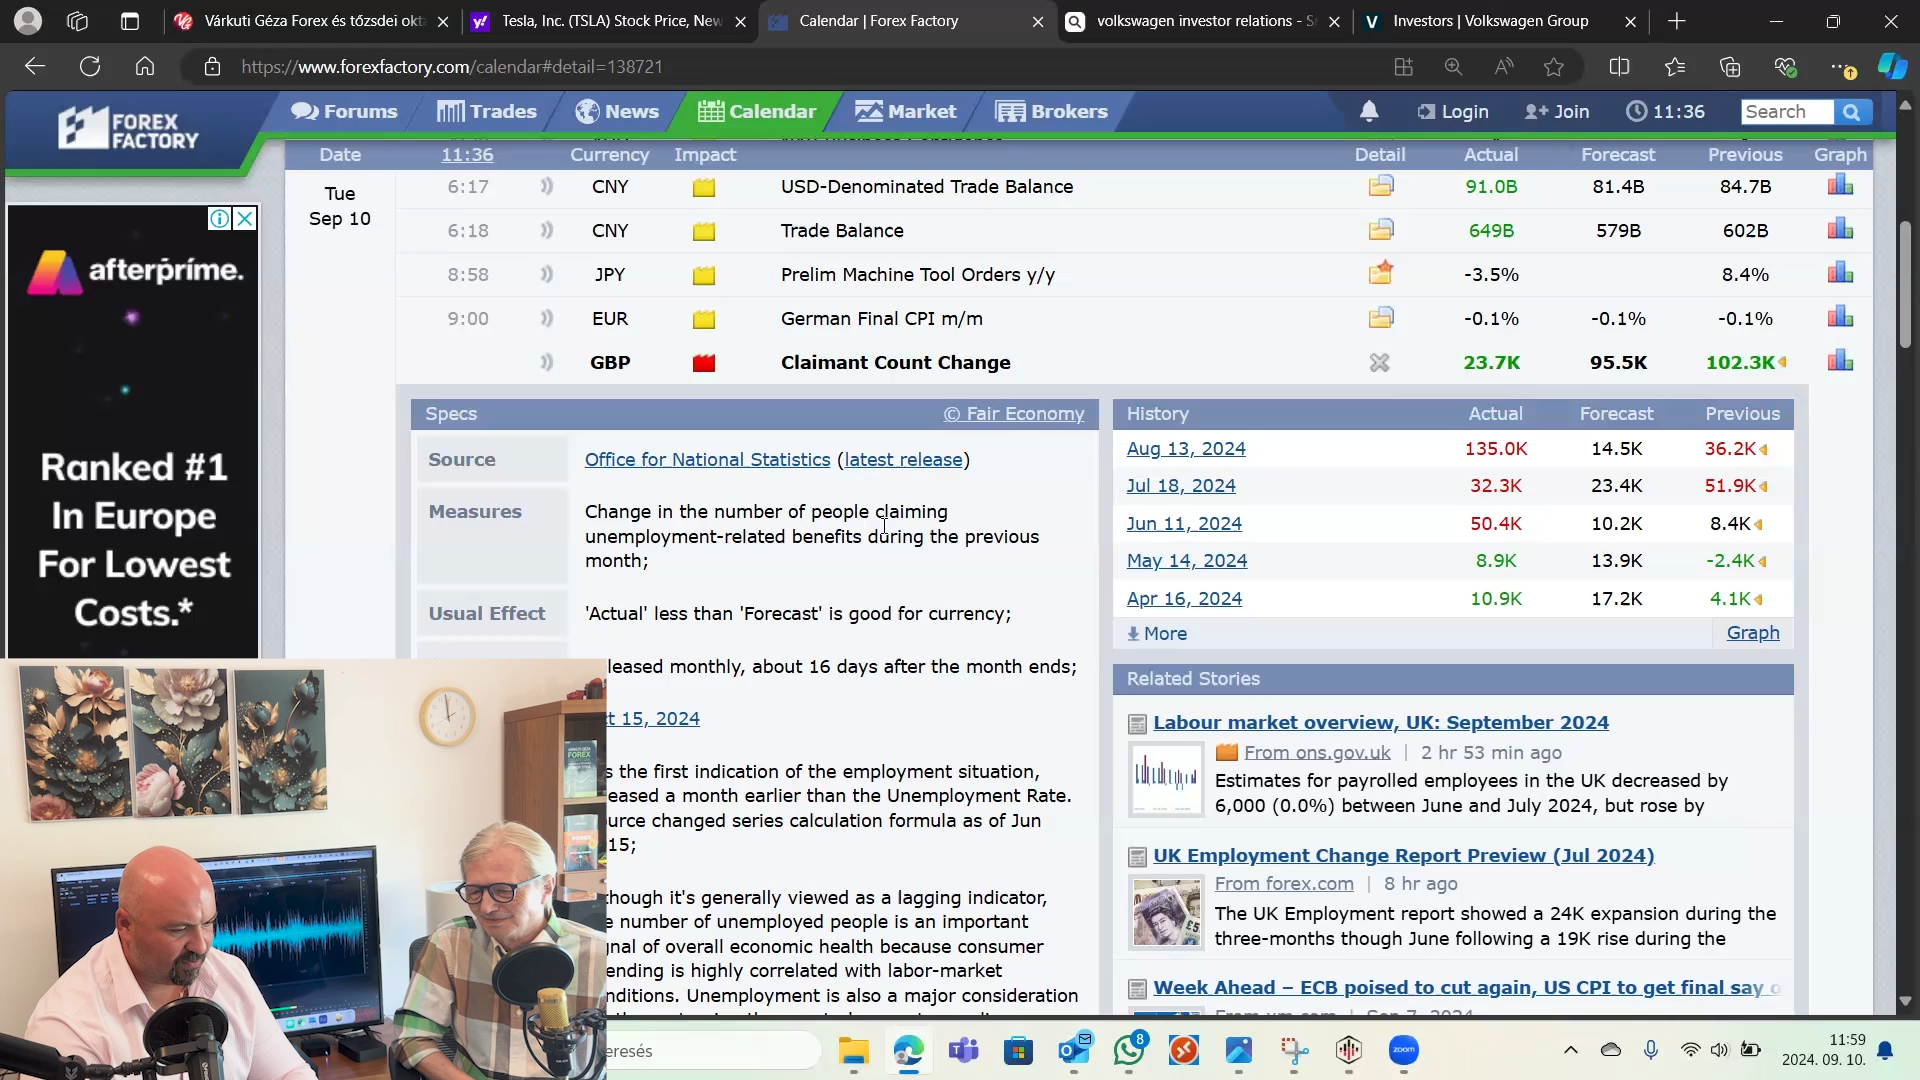 Várkuti Géza Forex és tőzsdei okta
Tesla, Inc. (TSLA) Stock Price, New
Calendar | Forex Factory
volkswagen investor relations - Se
Investors | Volkswagen Group
https://www.forexfactory.com/calendar#detail=138721
FOREX FACTORY
Forums
Trades
News
Calendar
Market
Brokers
Login
Join
11:36
Search
Date 11:36 Currency Impact Detail Actual Forecast Previous Graph
Tue
Sep 10
6:17 CNY USD-Denominated Trade Balance 91.0B 81.4B 84.7B
6:18 CNY Trade Balance 649B 579B 602B
8:58 JPY Prelim Machine Tool Orders y/y -3.5% 8.4%
9:00 EUR German Final CPI m/m -0.1% -0.1% -0.1%
GBP Claimant Count Change 23.7K 95.5K 102.3K
afterprime.
Ranked #1
In Europe
For Lowest
Costs.*
Specs © Fair Economy
Source Office for National Statistics (latest release)
Measures Change in the number of people claiming
unemployment-related benefits during the previous
month;
Usual Effect 'Actual' less than 'Forecast' is good for currency;
leased monthly, about 16 days after the month ends;
t 15, 2024
s the first indication of the employment situation,
eased a month earlier than the Unemployment Rate.
urce changed series calculation formula as of Jun
15;
though it's generally viewed as a lagging indicator,
e number of unemployed people is an important
gnal of overall economic health because consumer
ending is highly correlated with labor-market
nditions. Unemployment is also a major consideration
History Actual Forecast Previous
Aug 13, 2024 135.0K 14.5K 36.2K
Jul 18, 2024 32.3K 23.4K 51.9K
Jun 11, 2024 50.4K 10.2K 8.4K
May 14, 2024 8.9K 13.9K -2.4K
Apr 16, 2024 10.9K 17.2K 4.1K
More Graph
Related Stories
Labour market overview, UK: September 2024
From ons.gov.uk | 2 hr 53 min ago
Estimates for payrolled employees in the UK decreased by
6,000 (0.0%) between June and July 2024, but rose by
UK Employment Change Report Preview (Jul 2024)
From forex.com | 8 hr ago
The UK Employment report showed a 24K expansion during the
three-months though June following a 19K rise during the
Week Ahead – ECB poised to cut again, US CPI to get final say o
From xm.com | Sep 7, 2024
eresés
8
zoom
11:59
2024. 09. 10.